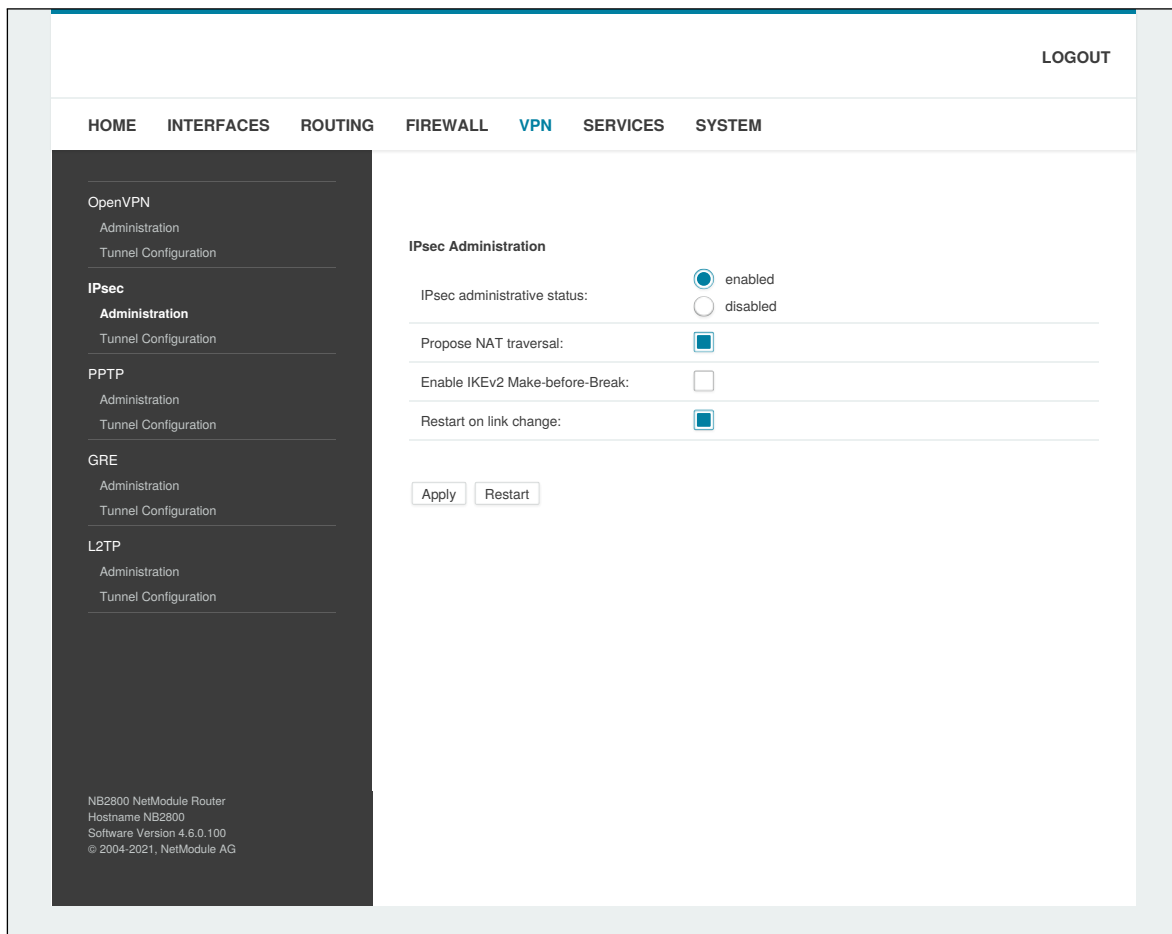 LOGOUT
HOME INTERFACES ROUTING FIREWALL VPN SERVICES SYSTEM
OpenVPN
Administration
Tunnel Configuration
IPsec
Administration
Tunnel Configuration
PPTP
Administration
Tunnel Configuration
GRE
Administration
Tunnel Configuration
L2TP
Administration
Tunnel Configuration
NB2800 NetModule Router
Hostname NB2800
Software Version 4.6.0.100
© 2004-2021, NetModule AG
IPsec Administration
IPsec administrative status:
enabled
disabled
Propose NAT traversal:
Enable IKEv2 Make-before-Break:
Restart on link change:
Apply Restart